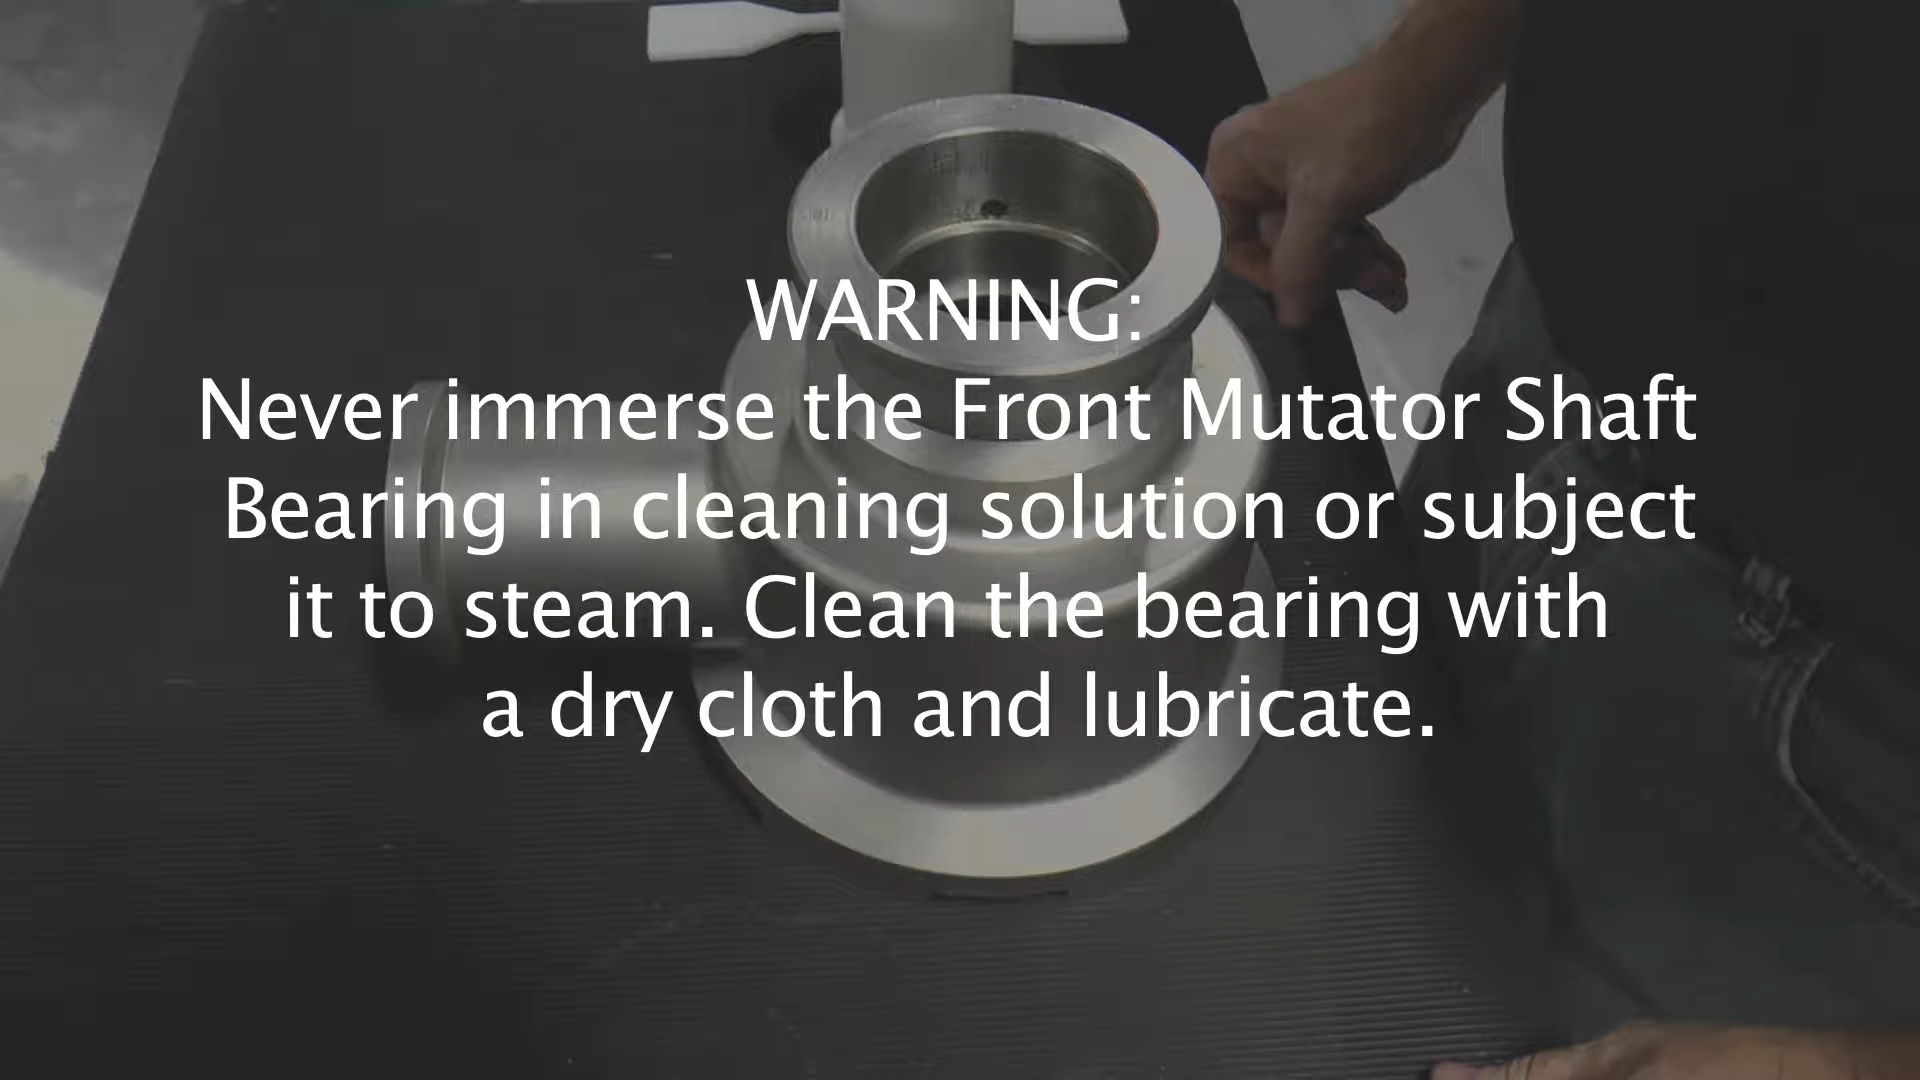 WARNING:
Never immerse the Front Mutator Shaft
Bearing in cleaning solution or subject
it to steam. Clean the bearing with
a dry cloth and lubricate.